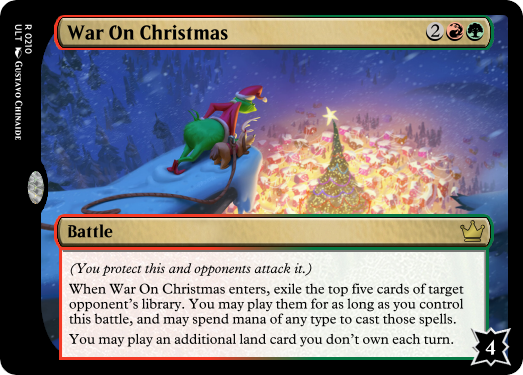 War On Christmas 2
R 0210
ULT GUSTAVO CHINAIDE
Battle
(You protect this and opponents attack it.)
When War On Christmas enters, exile the top five cards of target
opponent's library. You may play them for as long as you control
this battle, and may spend mana of any type to cast those spells.
You may play an additional land card you don't own each turn.
4